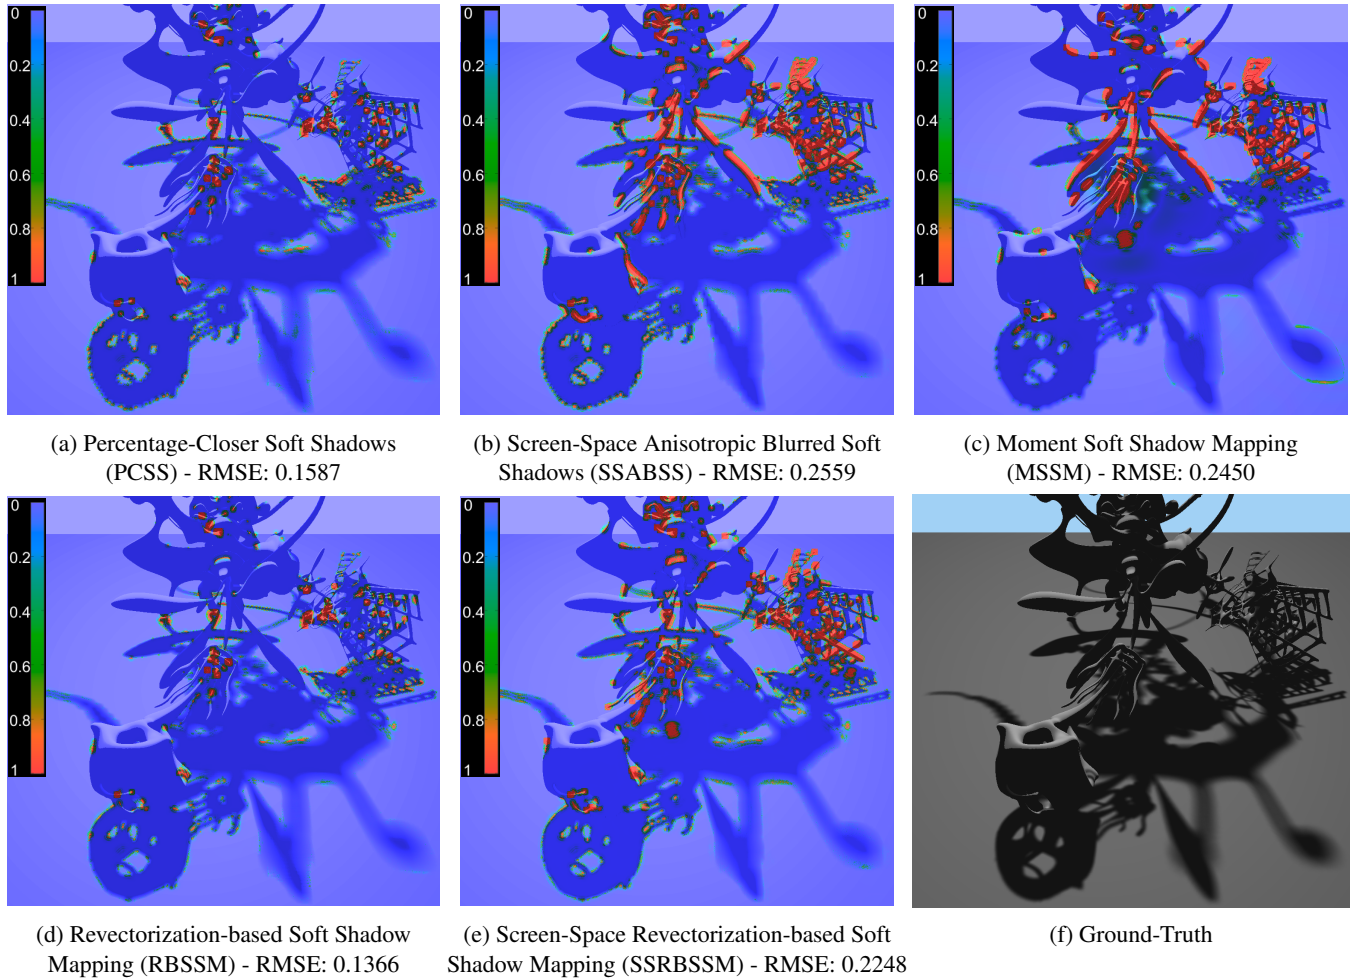 0
0.2
0.4
0.6
0.8
1
0
0.2
0.4
0.6
0.8
1
0
0.2
0.4
0.6
0.8
1
(a) Percentage-Closer Soft Shadows
(PCSS) - RMSE: 0.1587
(b) Screen-Space Anisotropic Blurred Soft
Shadows (SSABSS) - RMSE: 0.2559
(c) Moment Soft Shadow Mapping
(MSSM) - RMSE: 0.2450
0
0.2
0.4
0.6
0.8
1
0
0.2
0.4
0.6
0.8
1
(d) Revectorization-based Soft Shadow
Mapping (RBSSM) - RMSE: 0.1366
(e) Screen-Space Revectorization-based Soft
Shadow Mapping (SSRBSSM) - RMSE: 0.2248
(f) Ground-Truth